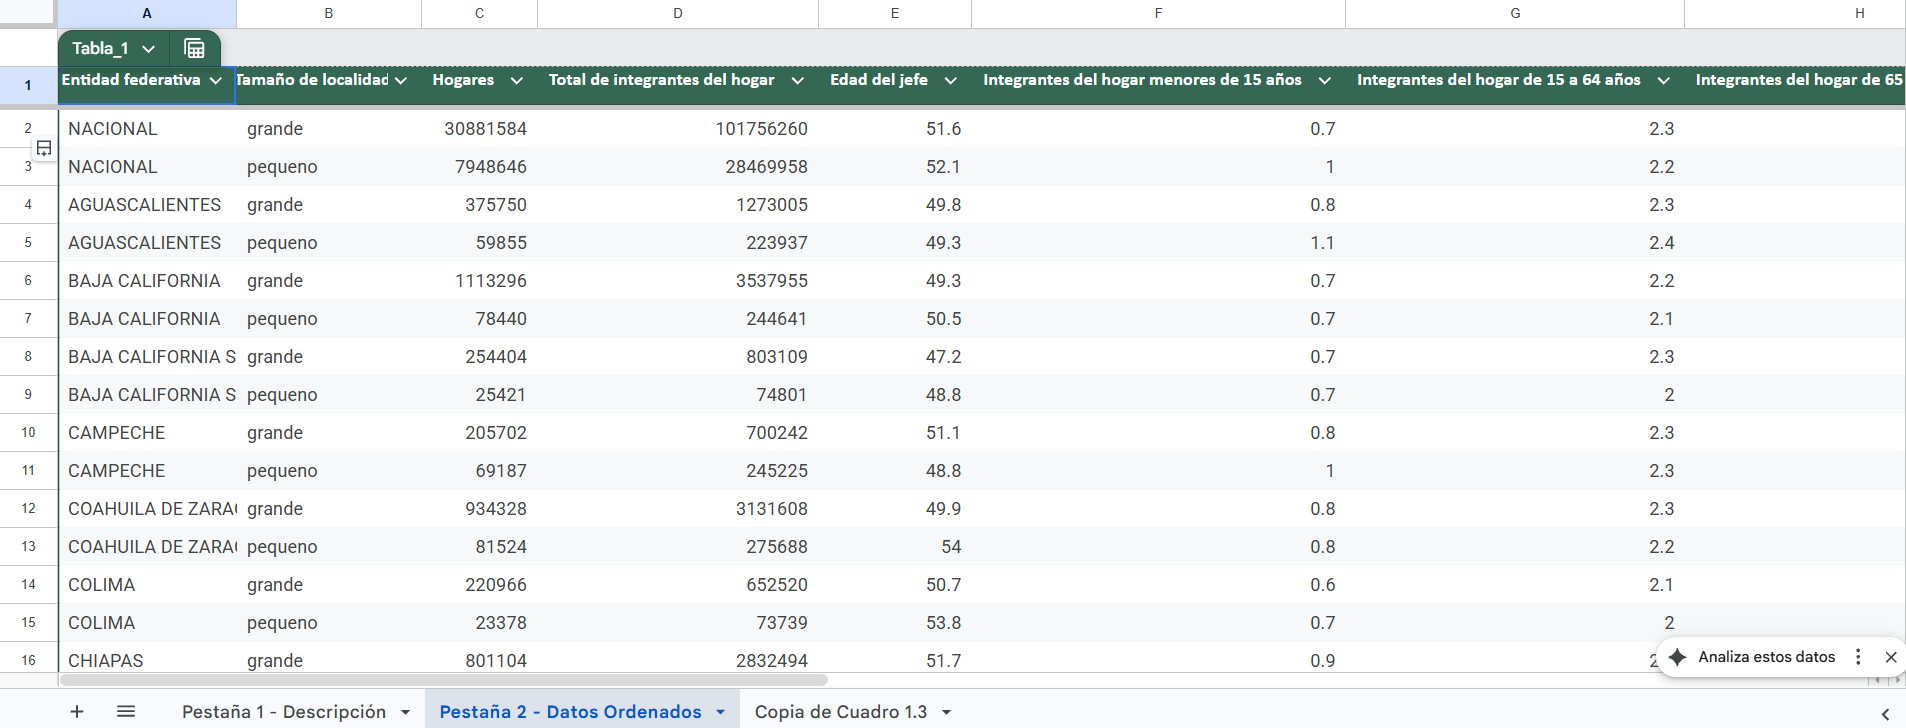 A B C D E F G H
Tabla_1
1 Entidad federativa Tamaño de localidad Hogares Total de integrantes del hogar Edad del jefe Integrantes del hogar menores de 15 años Integrantes del hogar de 15 a 64 años Integrantes del hogar de 65
2 NACIONAL grande 30881584 101756260 51.6 0.7 2.3
3 NACIONAL pequeno 7948646 28469958 52.1 1 2.2
4 AGUASCALIENTES grande 375750 1273005 49.8 0.8 2.3
5 AGUASCALIENTES pequeno 59855 223937 49.3 1.1 2.4
6 BAJA CALIFORNIA grande 1113296 3537955 49.3 0.7 2.2
7 BAJA CALIFORNIA pequeno 78440 244641 50.5 0.7 2.1
8 BAJA CALIFORNIA S grande 254404 803109 47.2 0.7 2.3
9 BAJA CALIFORNIA S pequeno 25421 74801 48.8 0.7 2
10 CAMPECHE grande 205702 700242 51.1 0.8 2.3
11 CAMPECHE pequeno 69187 245225 48.8 1 2.3
12 COAHUILA DE ZARA grande 934328 3131608 49.9 0.8 2.3
13 COAHUILA DE ZARA pequeno 81524 275688 54 0.8 2.2
14 COLIMA grande 220966 652520 50.7 0.6 2.1
15 COLIMA pequeno 23378 73739 53.8 0.7 2
16 CHIAPAS grande 801104 2832494 51.7 0.9
Analiza estos datos
Pestaña 1 - Descripción Pestaña 2 - Datos Ordenados Copia de Cuadro 1.3